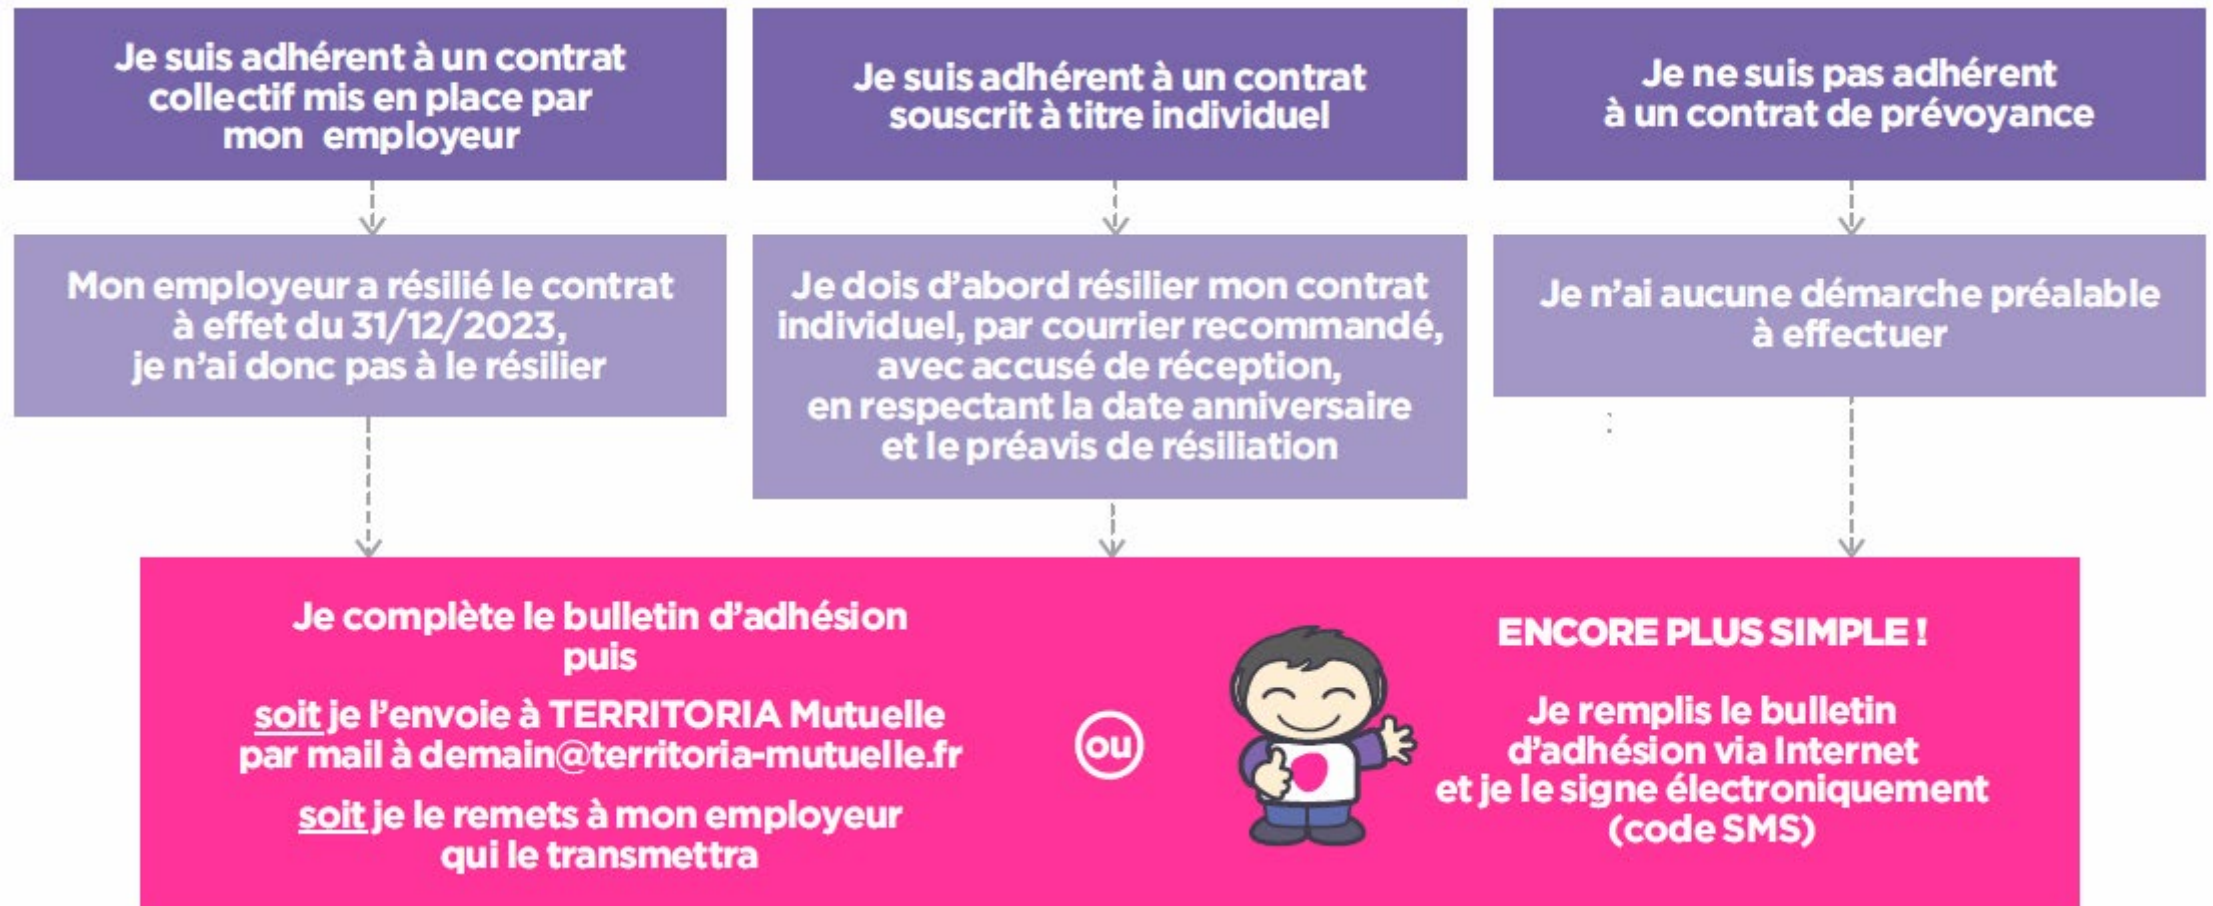 Je suis adhérent à un contrat
collectif mis en place par
mon employeur
Je suis adhérent à un contrat
souscrit à titre individuel
Je ne suis pas adhérent
à un contrat de prévoyance
Mon employeur a résilié le contrat
à effet du 31/12/2023,
je n'ai donc pas à le résilier
Je dois d'abord résilier mon contrat
individuel, par courrier recommandé,
avec accusé de réception,
en respectant la date anniversaire
et le préavis de résiliation
Je n'ai aucune démarche préalable
à effectuer
:
Je complète le bulletin d'adhésion
puis
soit je l'envoie à TERRITORIA Mutuelle
par mail à demain@territoria-mutuelle.fr
soit je le remets à mon employeur
qui le transmettra
ou
ENCORE PLUS SIMPLE !
Je remplis le bulletin
d'adhésion via Internet
et je le signe électroniquement
(code SMS)